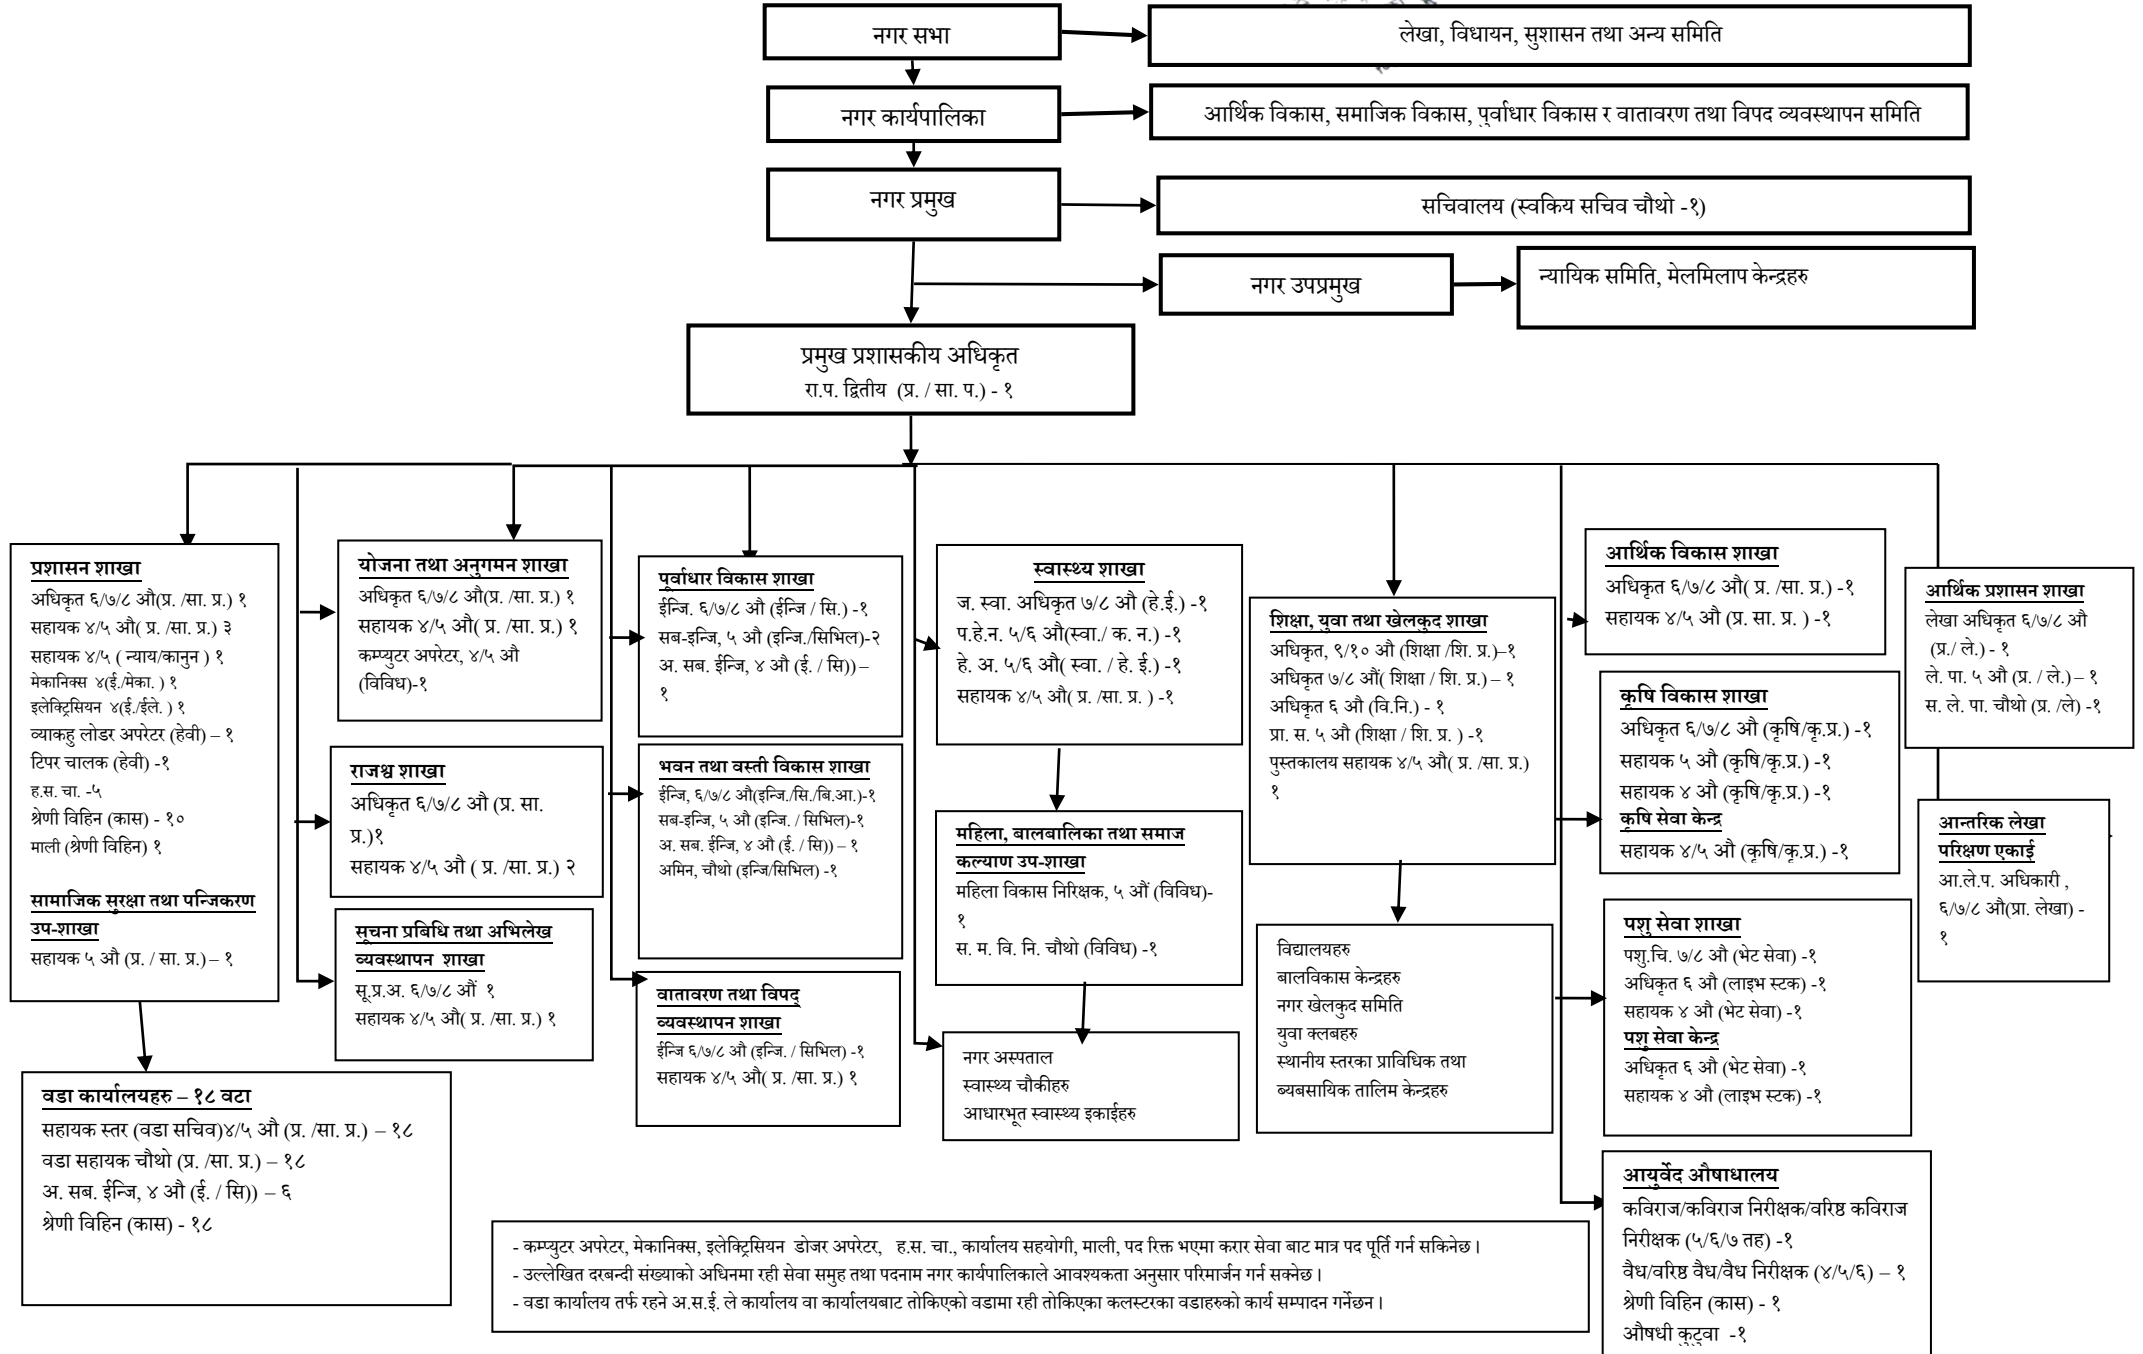 नगर सभा
लेखा, विधायन, सुशासन तथा अन्य समिति
नगर कार्यपालिका
आर्थिक विकास, समाजिक विकास, पुर्वाधार विकास र वातावरण तथा विपद व्यवस्थापन समिति
नगर प्रमुख
सचिवालय (स्वकिय सचिव चौथो -१)
नगर उपप्रमुख
न्यायिक समिति, मेलमिलाप केन्द्रहरु
प्रमुख प्रशासकीय अधिकृत
रा.प. द्वितीय (प्र. / सा. प.) - १
प्रशासन शाखा
अधिकृत ६/७/८ औ(प्र. /सा. प्र.) १
सहायक ४/५ औ( प्र. /सा. प्र.) ३
सहायक ४/५ ( न्याय/कानुन ) १
मेकानिक्स ४(ई./मेका. ) १
इलेक्ट्रिसियन ४(ई./ईले. ) १
व्याकहु लोडर अपरेटर (हेवी) – १
टिपर चालक (हेवी) -१
ह.स. चा. -५
श्रेणी विहिन (कास) - १०
माली (श्रेणी विहिन) १
सामाजिक सुरक्षा तथा पन्जिकरण
उप-शाखा
सहायक ५ औ (प्र. / सा. प्र.) – १
वडा कार्यालयहरु – १८ वटा
सहायक स्तर (वडा सचिव)४/५ औ (प्र. /सा. प्र.) – १८
वडा सहायक चौथो (प्र. /सा. प्र.) – १८
अ. सब. ईन्जि, ४ औ (ई. / सि)) – ६
श्रेणी विहिन (कास) - १८
योजना तथा अनुगमन शाखा
अधिकृत ६/७/८ औ(प्र. /सा. प्र.) १
सहायक ४/५ औ( प्र. /सा. प्र.) १
कम्प्युटर अपरेटर, ४/५ औ
(विविध)-१
राजश्व शाखा
अधिकृत ६/७/८ औ (प्र. सा.
प्र.)१
सहायक ४/५ औ ( प्र. /सा. प्र.) २
सूचना प्रबिधि तथा अभिलेख
व्यवस्थापन शाखा
सू.प्र.अ. ६/७/८ औं १
सहायक ४/५ औ( प्र. /सा. प्र.) १
पूर्वाधार विकास शाखा
ईन्जि. ६/७/८ औ (ईन्जि / सि.) -१
सब-इन्जि, ५ औ (इन्जि./सिभिल)-२
अ. सब. ईन्जि, ४ औ (ई. / सि)) –
१
भवन तथा वस्ती विकास शाखा
ईन्जि, ६/७/८ औ(इन्जि./सि./बि.आ.)-१
सब-इन्जि, ५ औ (इन्जि. / सिभिल)-१
अ. सब. ईन्जि, ४ औ (ई. / सि)) – १
अमिन, चौथो (इन्जि/सिभिल) -१
वातावरण तथा विपद्
व्यवस्थापन शाखा
ईन्जि ६/७/८ औ (इन्जि. / सिभिल) -१
सहायक ४/५ औ( प्र. /सा. प्र.) १
स्वास्थ्य शाखा
ज. स्वा. अधिकृत ७/८ औ (हे.ई.) -१
प.हे.न. ५/६ औ(स्वा./ क. न.) -१
हे. अ. ५/६ औ( स्वा. / हे. ई.) -१
सहायक ४/५ औ( प्र. /सा. प्र. ) -१
महिला, बालबालिका तथा समाज
कल्याण उप-शाखा
महिला विकास निरिक्षक, ५ औं (विविध)-
१
स. म. वि. नि. चौथो (विविध) -१
नगर अस्पताल
स्वास्थ्य चौकीहरु
आधारभूत स्वास्थ्य इकाईहरु
शिक्षा, युवा तथा खेलकुद शाखा
अधिकृत, ९/१० औ (शिक्षा /शि. प्र.)–१
अधिकृत ७/८ औं( शिक्षा / शि. प्र.) – १
अधिकृत ६ औ (वि.नि.) - १
प्रा. स. ५ औ (शिक्षा / शि. प्र. ) -१
पुस्तकालय सहायक ४/५ औ( प्र. /सा. प्र.)
१
विद्यालयहरु
बालविकास केन्द्रहरु
नगर खेलकुद समिति
युवा क्लबहरु
स्थानीय स्तरका प्राविधिक तथा
ब्यबसायिक तालिम केन्द्रहरु
आर्थिक विकास शाखा
अधिकृत ६/७/८ औ( प्र. /सा. प्र.) -१
सहायक ४/५ औ (प्र. सा. प्र. ) -१
कृषि विकास शाखा
अधिकृत ६/७/८ औ (कृषि/कृ.प्र.) -१
सहायक ५ औ (कृषि/कृ.प्र.) -१
सहायक ४ औ (कृषि/कृ.प्र.) -१
कृषि सेवा केन्द्र
सहायक ४/५ औ (कृषि/कृ.प्र.) -१
पशु सेवा शाखा
पशु.चि. ७/८ औ (भेट सेवा) -१
अधिकृत ६ औ (लाइभ स्टक) -१
सहायक ४ औ (भेट सेवा) -१
पशु सेवा केन्द्र
अधिकृत ६ औ (भेट सेवा) -१
सहायक ४ औ (लाइभ स्टक) -१
आयुर्वेद औषाधालय
कविराज/कविराज निरीक्षक/वरिष्ठ कविराज
निरीक्षक (५/६/७ तह) -१
वैध/वरिष्ठ वैध/वैध निरीक्षक (४/५/६) – १
श्रेणी विहिन (कास) - १
औषधी कुटुवा -१
आर्थिक प्रशासन शाखा
लेखा अधिकृत ६/७/८ औ
(प्र./ ले.) - १
ले. पा. ५ औ (प्र. / ले.) – १
स. ले. पा. चौथो (प्र. /ले) -१
आन्तरिक लेखा
परिक्षण एकाई
आ.ले.प. अधिकारी ,
६/७/८ औ(प्रा. लेखा) -
१
- कम्प्युटर अपरेटर, मेकानिक्स, इलेक्ट्रिसियन डोजर अपरेटर, ह.स. चा., कार्यालय सहयोगी, माली, पद रिक्त भएमा करार सेवा बाट मात्र पद पूर्ति गर्न सकिनेछ।
- उल्लेखित दरबन्दी संख्याको अधिनमा रही सेवा समुह तथा पदनाम नगर कार्यपालिकाले आवश्यकता अनुसार परिमार्जन गर्न सक्नेछ।
- वडा कार्यालय तर्फ रहने अ.स.ई. ले कार्यालय वा कार्यालयबाट तोकिएको वडामा रही तोकिएका कलस्टरका वडाहरुको कार्य सम्पादन गर्नेछन।